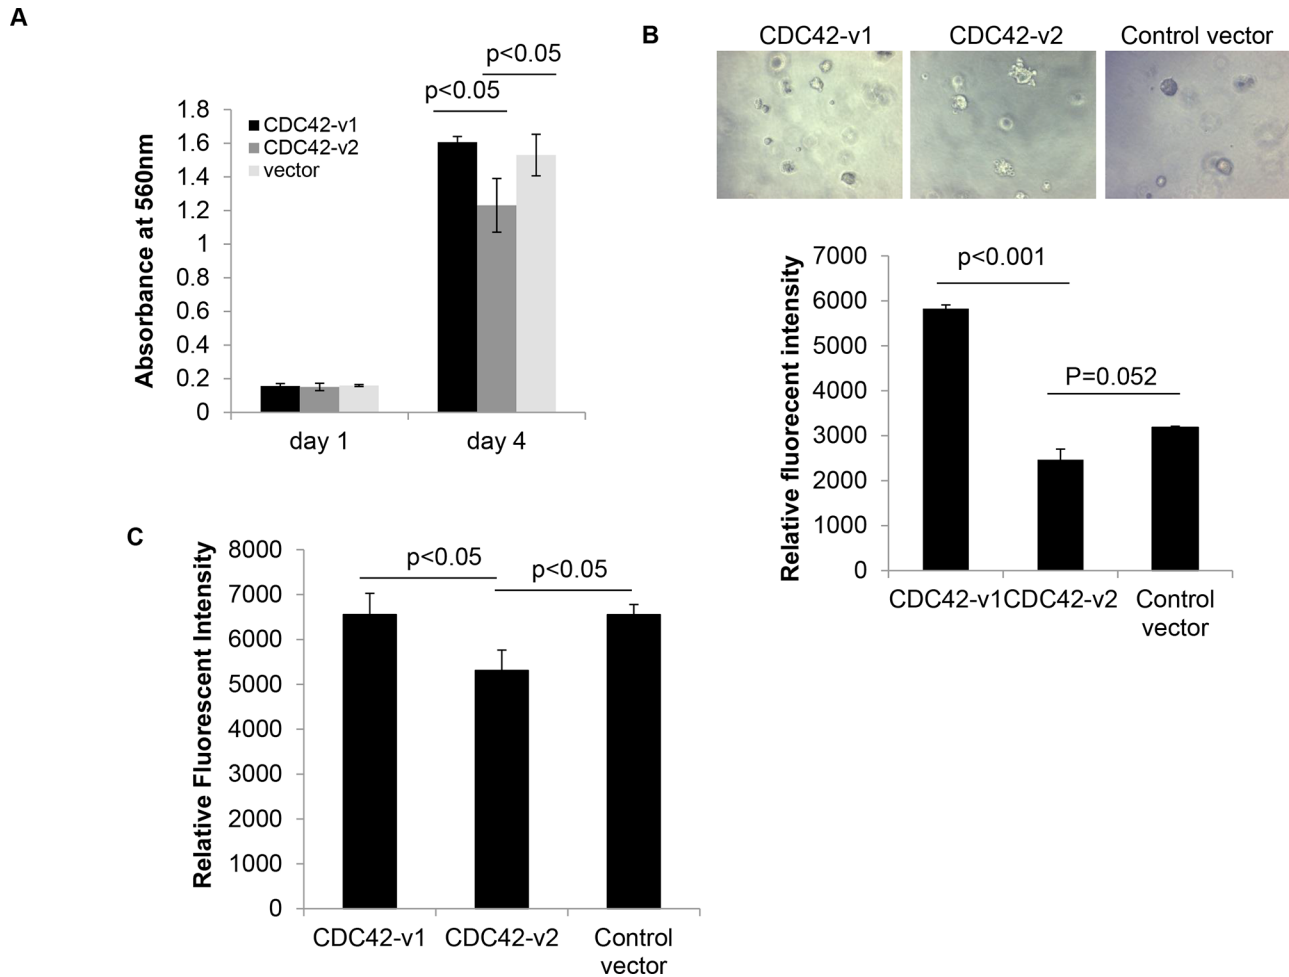 A
p<0.05
p<0.05
1.8
1.6
1.4
1.2
1
0.8
0.6
0.4
0.2
0
Absorbance at 560nm
CDC42-v1
CDC42-v2
vector
day 1
day 4
B
CDC42-v1
CDC42-v2
Control vector
7000
6000
5000
4000
3000
2000
1000
0
Relative fluorecent intensity
p<0.001
P=0.052
CDC42-v1
CDC42-v2
Control
vector
C
8000
7000
6000
5000
4000
3000
2000
1000
0
Relative Fluorescent Intensity
p<0.05
p<0.05
CDC42-v1
CDC42-v2
Control
vector